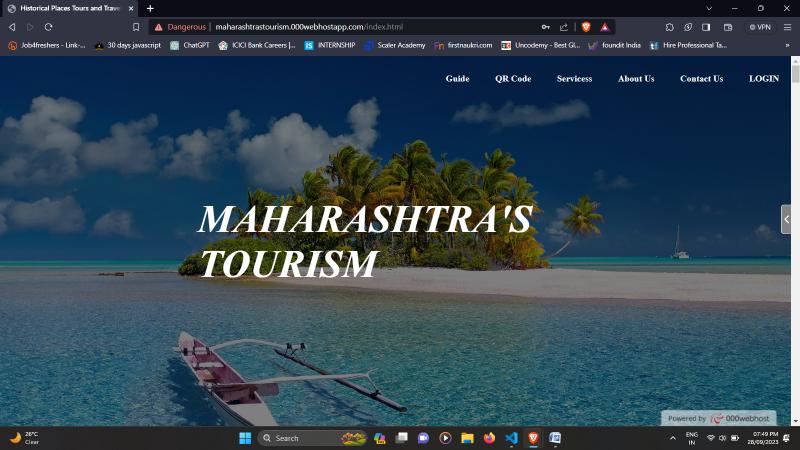 Historical Places Tours and Trave
Dangerous
maharashtrastourism.000webhostapp.com/index.html
VPN
Job4freshers - Link-...
30 days javascript
ChatGPT
ICICI Bank Careers |...
INTERNSHIP
Scaler Academy
Fn firstnaukri.com
Uncodemy - Best Gl...
foundit India
Hire Professional Ta...
»
Guide
QR Code
Servicess
About Us
Contact Us
LOGIN
MAHARASHTRA'S
TOURISM
Powered by 000webhost
26°C
Clear
Search
ENG
IN
07:49 PM
28/09/2023